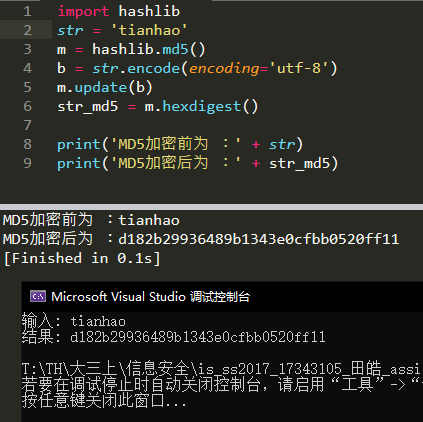 1 import hashlib
2 str = 'tianhao'
3 m = hashlib.md5()
4 b = str.encode(encoding='utf-8')
5 m.update(b)
6 str_md5 = m.hexdigest()
7
8 print('MD5加密前为 ：' + str)
9 print('MD5加密后为 ：' + str_md5)
MD5加密前为 ：tianhao
MD5加密后为 ：d182b29936489b1343e0cfbb0520ff11
[Finished in 0.1s]
C:\ Microsoft Visual Studio 调试控制台
输入: tianhao
结果: d182b29936489b1343e0cfbb0520ff11
T:\TH\大三上\信息安全\is_ss2017_17343105_田皓_assi
若要在调试停止时自动关闭控制台，请启用“工具”->“
按任意键关闭此窗口...